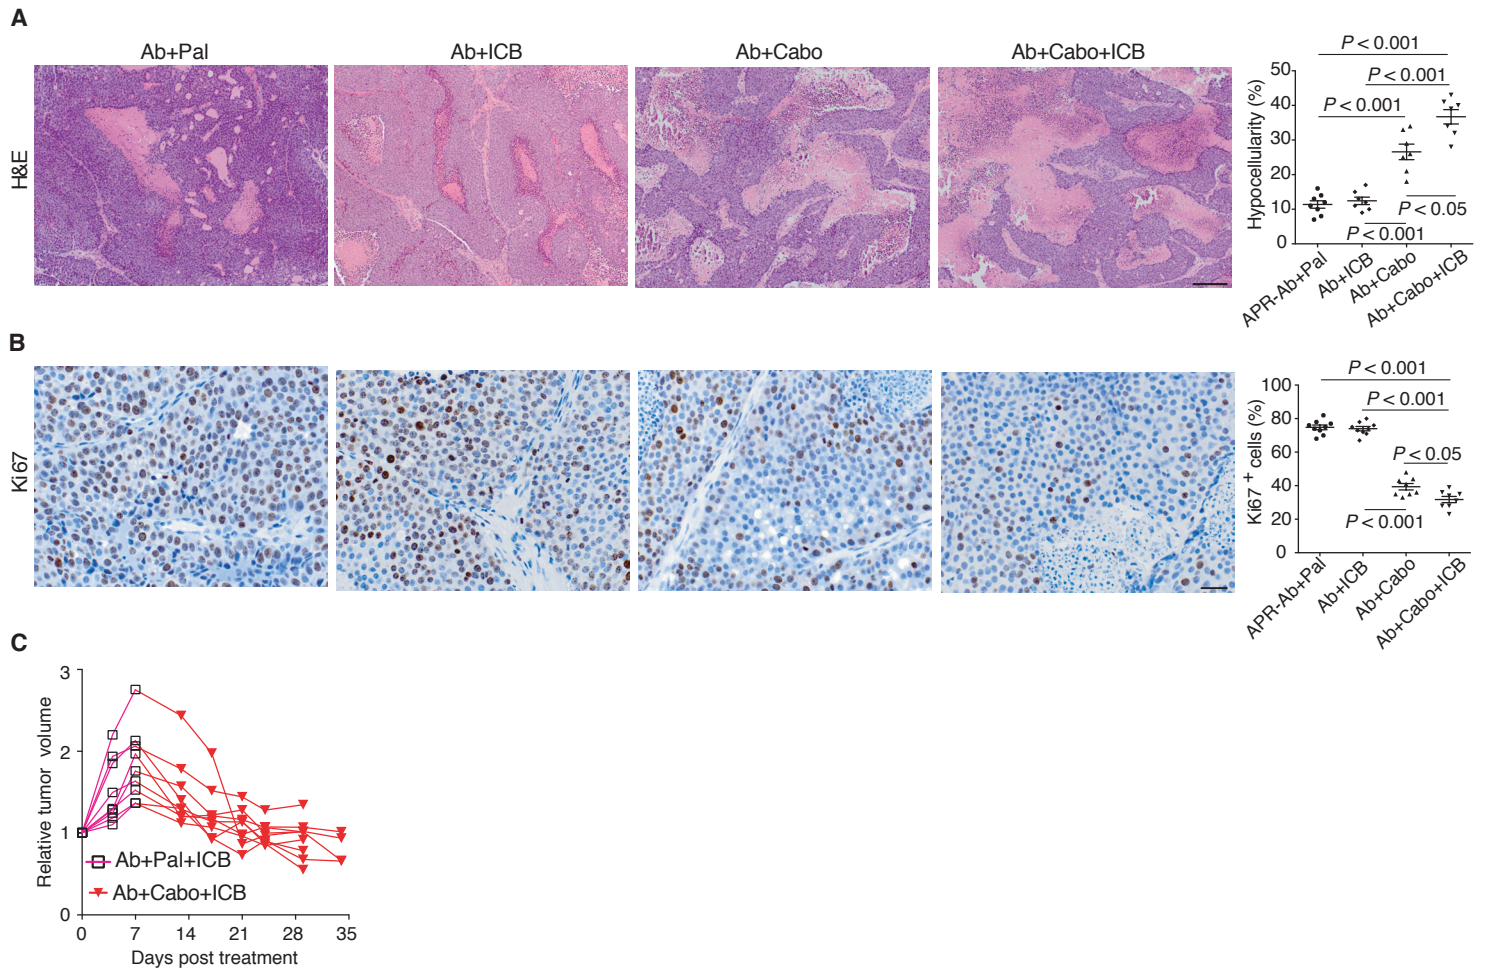 A
Ab+Pal
Ab+ICB
Ab+Cabo
Ab+Cabo+ICB
H&E
Hypocellularity (%)
50
40
30
20
10
0
P < 0.001
P < 0.001
P < 0.001
P < 0.05
P < 0.001
APR-Ab+Pal
Ab+ICB
Ab+Cabo
Ab+Cabo+ICB
B
Ki67
Ki67 + cells (%)
100
80
60
40
20
0
P < 0.001
P < 0.001
P < 0.05
P < 0.001
APR-Ab+Pal
Ab+ICB
Ab+Cabo
Ab+Cabo+ICB
C
Relative tumor volume
3
2
1
0
Ab+Pal+ICB
Ab+Cabo+ICB
0 7 14 21 28 35
Days post treatment